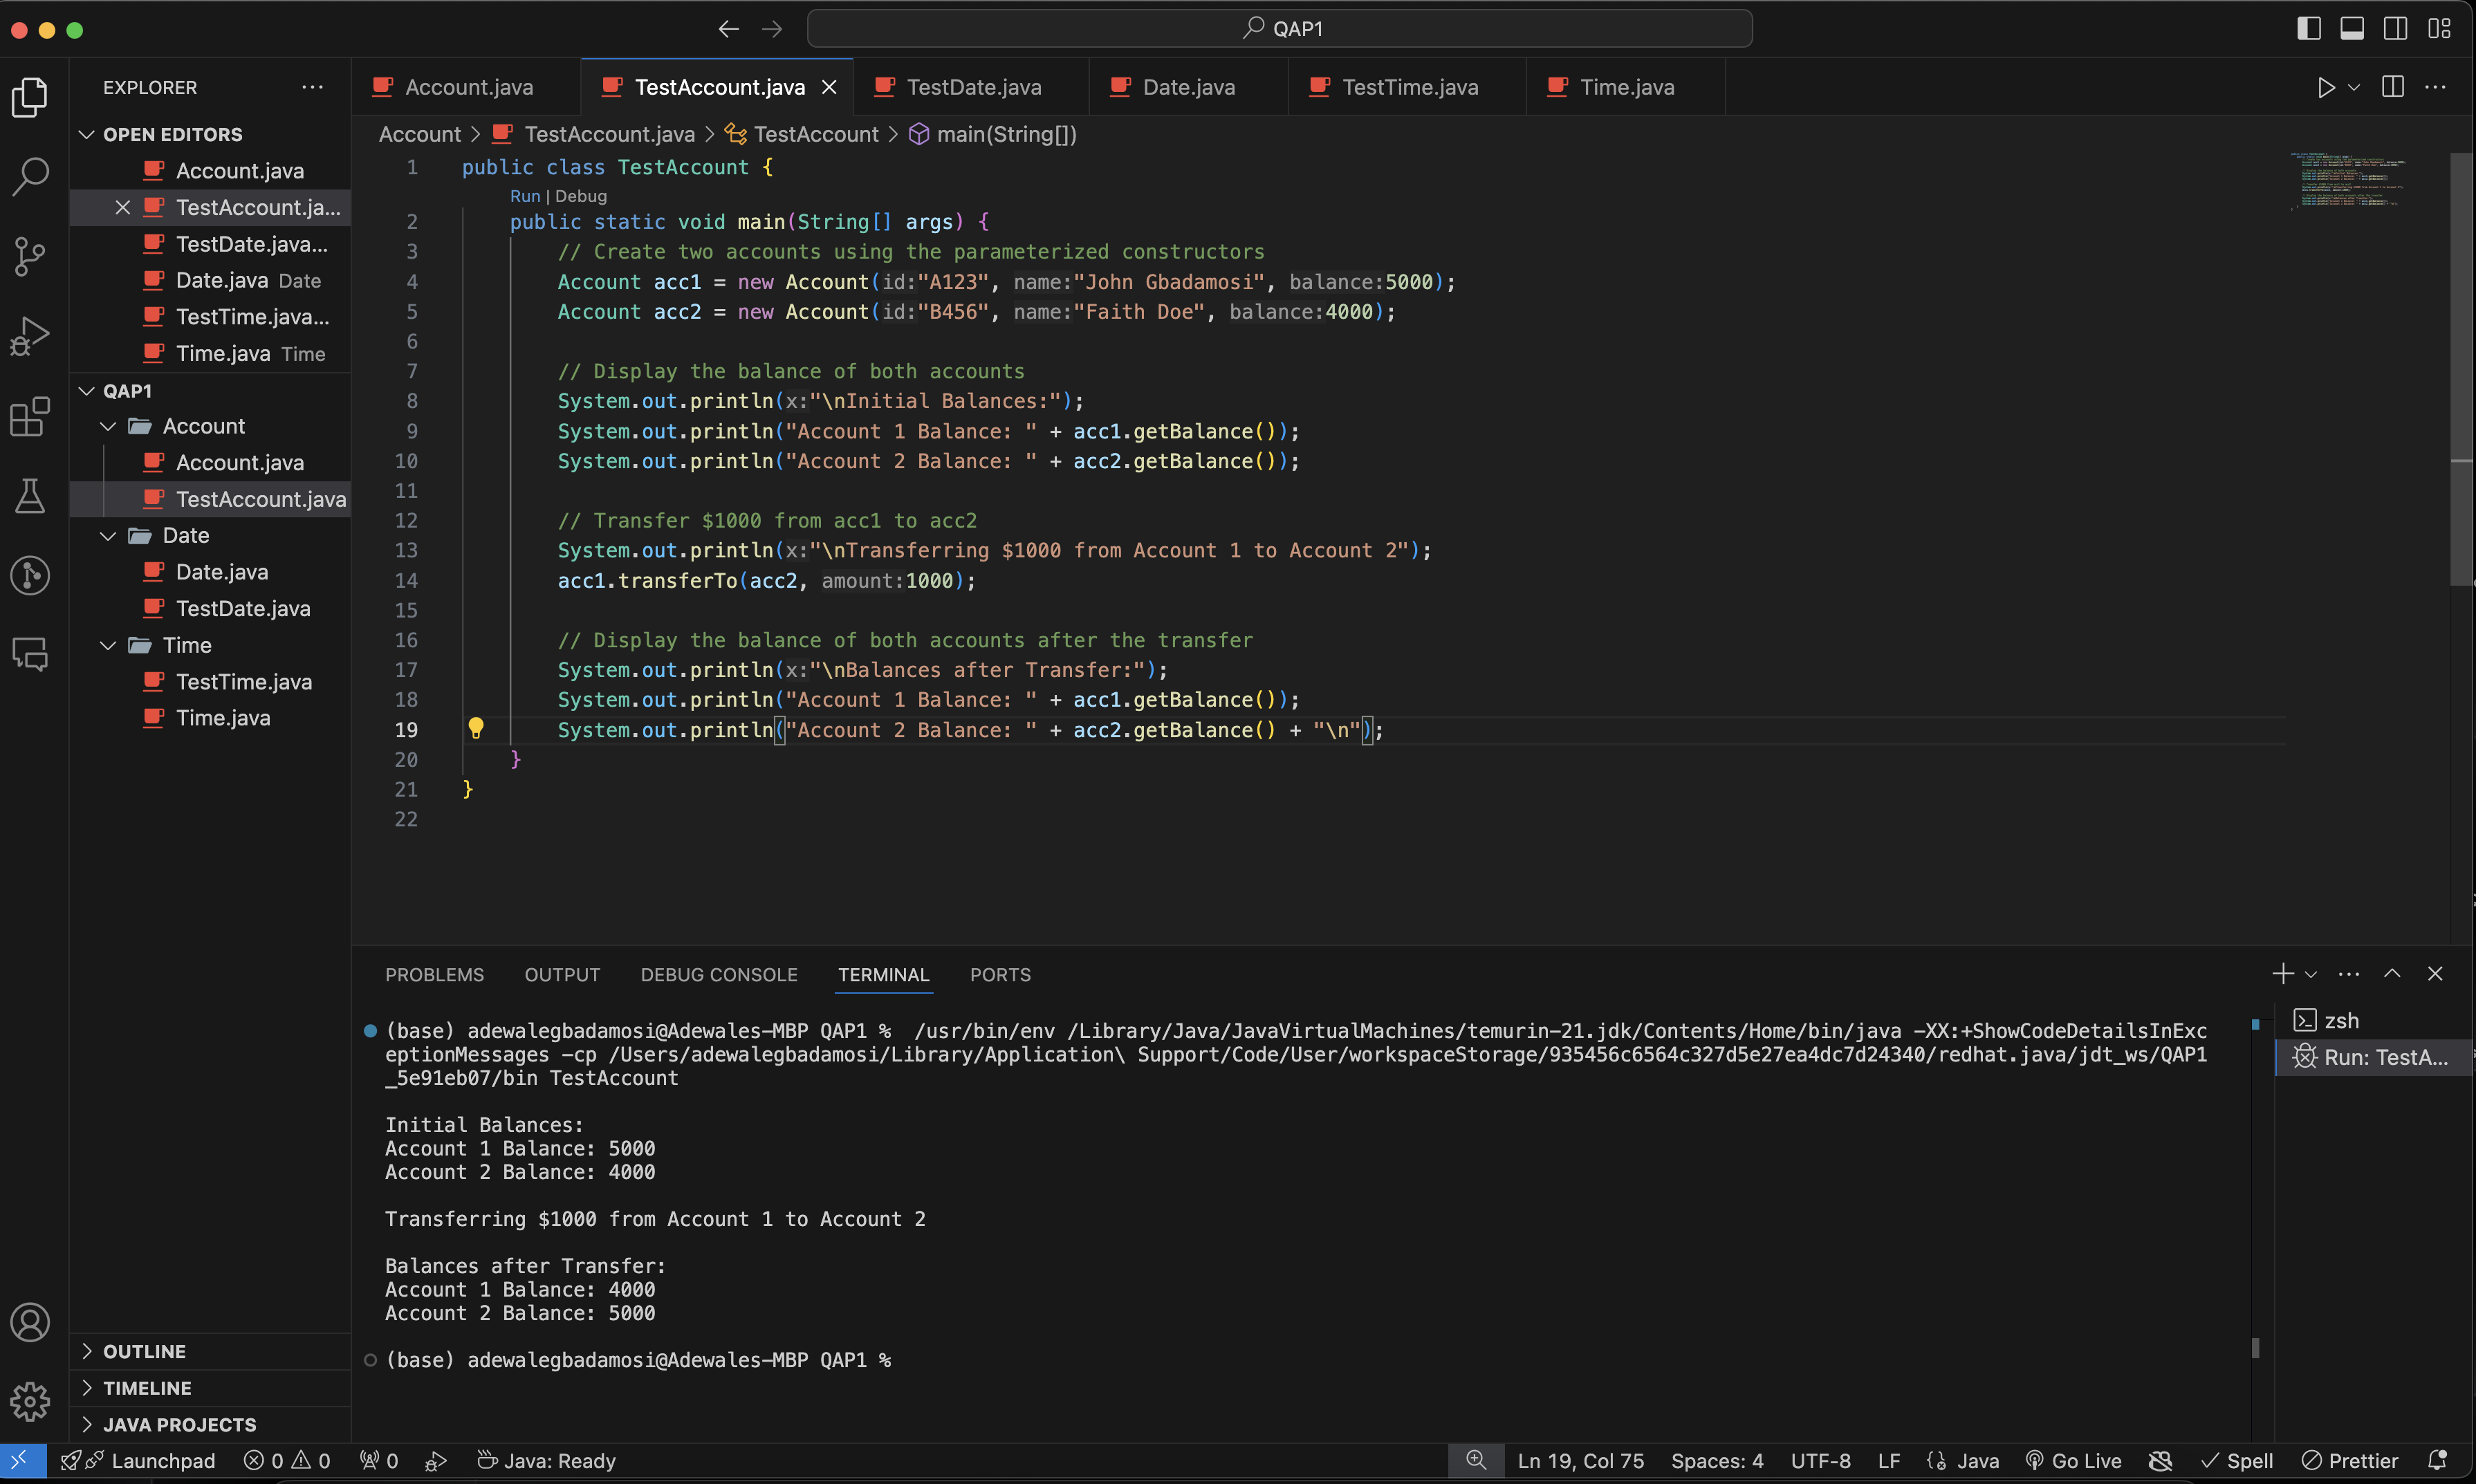 QAP1
EXPLORER
OPEN EDITORS
Account.java
TestAccount.ja...
TestDate.java...
Date.java Date
TestTime.java...
Time.java Time
QAP1
Account
Account.java
TestAccount.java
Date
Date.java
TestDate.java
Time
TestTime.java
Time.java
OUTLINE
TIMELINE
JAVA PROJECTS
Account.java TestAccount.java TestDate.java Date.java TestTime.java Time.java
Account > TestAccount.java > TestAccount > main(String[])
1 public class TestAccount {
Run | Debug
2 public static void main(String[] args) {
3 // Create two accounts using the parameterized constructors
4 Account acc1 = new Account(id:"A123", name:"John Gbadamosi", balance:5000);
5 Account acc2 = new Account(id:"B456", name:"Faith Doe", balance:4000);
6
7 // Display the balance of both accounts
8 System.out.println(x:"\nInitial Balances:");
9 System.out.println("Account 1 Balance: " + acc1.getBalance());
10 System.out.println("Account 2 Balance: " + acc2.getBalance());
11
12 // Transfer $1000 from acc1 to acc2
13 System.out.println(x:"\nTransferring $1000 from Account 1 to Account 2");
14 acc1.transferTo(acc2, amount:1000);
15
16 // Display the balance of both accounts after the transfer
17 System.out.println(x:"\nBalances after Transfer:");
18 System.out.println("Account 1 Balance: " + acc1.getBalance());
19 System.out.println("Account 2 Balance: " + acc2.getBalance() + "\n");
20 }
21 }
22
PROBLEMS OUTPUT DEBUG CONSOLE TERMINAL PORTS
(base) adewalegbadamosi@Adewales-MBP QAP1 % /usr/bin/env /Library/Java/JavaVirtualMachines/temurin-21.jdk/Contents/Home/bin/java -XX:+ShowCodeDetailsInExc
eptionMessages -cp /Users/adewalegbadamosi/Library/Application\ Support/Code/User/workspaceStorage/935456c6564c327d5e27ea4dc7d24340/redhat.java/jdt_ws/QAP1
_5e91eb07/bin TestAccount
Initial Balances:
Account 1 Balance: 5000
Account 2 Balance: 4000
Transferring $1000 from Account 1 to Account 2
Balances after Transfer:
Account 1 Balance: 4000
Account 2 Balance: 5000
(base) adewalegbadamosi@Adewales-MBP QAP1 %
zsh
Run: TestA...
Launchpad 0 0 0 Java: Ready Ln 19, Col 75 Spaces: 4 UTF-8 LF Java Go Live Spell Prettier